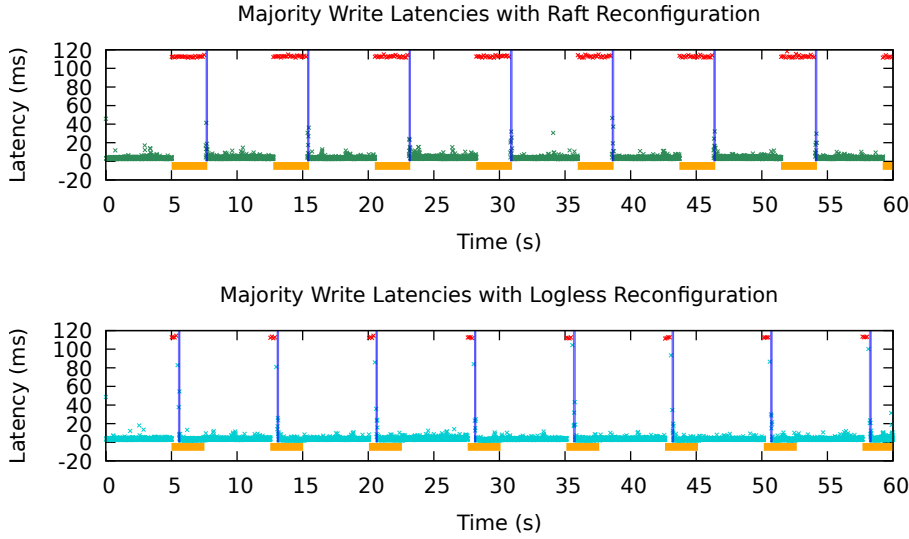 Majority Write Latencies with Raft Reconfiguration
120
100
80
60
40
20
0
-20
Latency (ms)
0 5 10 15 20 25 30 35 40 45 50 55 60
Time (s)
Majority Write Latencies with Logless Reconfiguration
120
100
80
60
40
20
0
-20
Latency (ms)
0 5 10 15 20 25 30 35 40 45 50 55 60
Time (s)